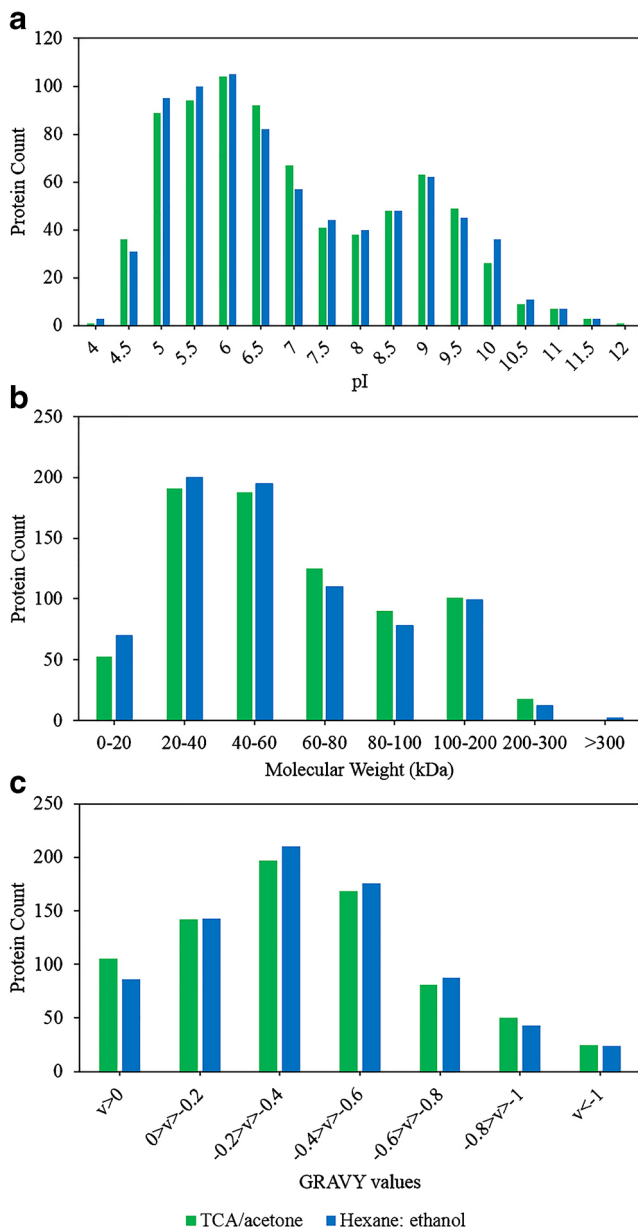 a
120
100
80
60
40
20
0
Protein Count
4 4.5 5 5.5 6 6.5 7 7.5 8 8.5 9 9.5 10 10.5 11 11.5 12
pI
b
250
200
150
100
50
0
Protein Count
0-20 20-40 40-60 60-80 80-100 100-200 200-300 >300
Molecular Weight (kDa)
c
250
200
150
100
50
0
Protein Count
v>0 0>v>-0.2 -0.2>v>-0.4 -0.4>v>-0.6 -0.6>v>-0.8 -0.8>v>-1 v<-1
GRAVY values
TCA/acetone Hexane: ethanol